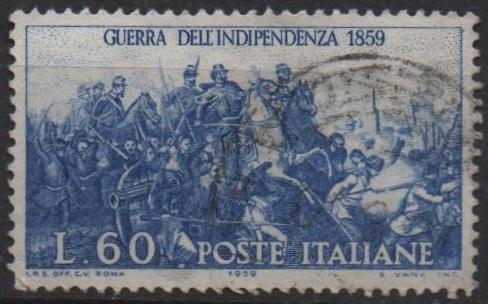 GUERRA DELL'INDIPENDENZA 1859
L.60 POSTE ITALIANE
I.P.S. OFF. C.V. ROMA 1959 S. VANA INC.